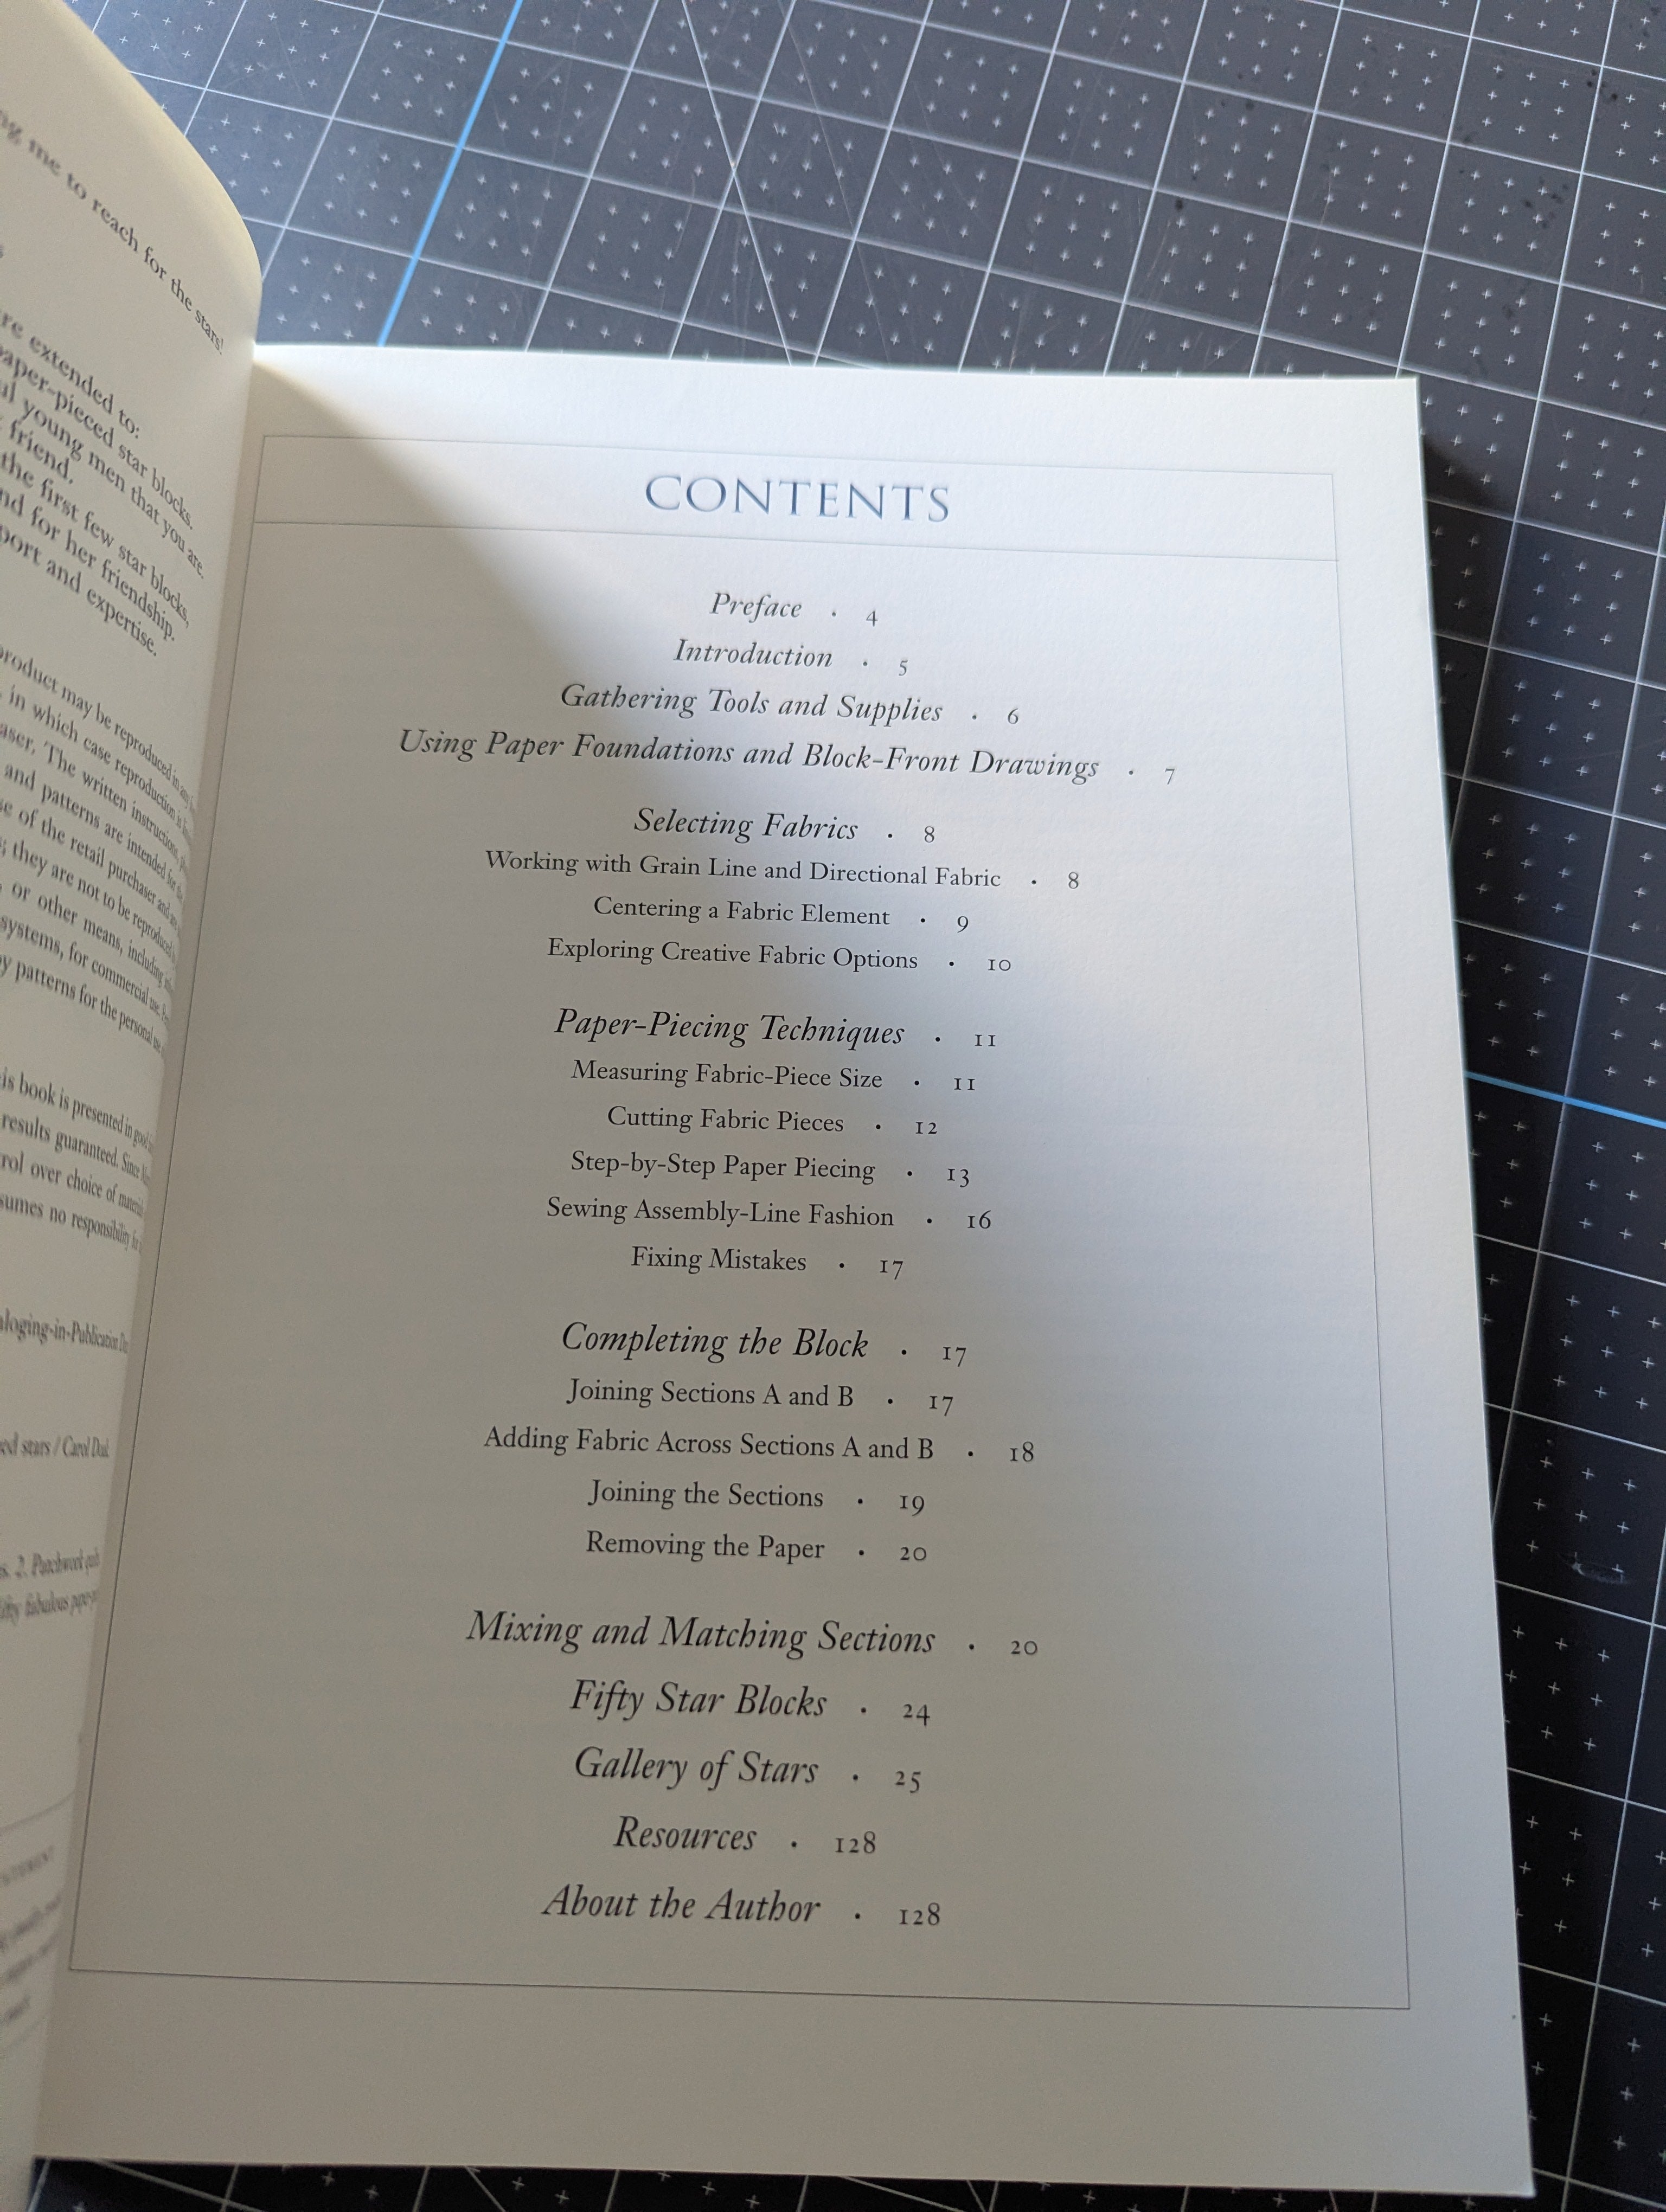 me to reach for the stars!
re extended to:
paper-pieced star blocks.
young men that you are.
friend.
the first few star blocks,
nd for her friendship.
port and expertise.
product may be reproduced in any
in which case reproduction is
aser. The written instructions,
and patterns are intended for the
se of the retail purchaser and are
they are not to be reproduced
or other means, including
systems, for commercial use.
patterns for the personal use
is book is presented in good
results guaranteed. Since
rol over choice of materials
sumes no responsibility for
aloging-in-Publication
ed stars / Carol
s. 2. Patchwork
fabulous
CONTENTS
Preface • 4
Introduction • 5
Gathering Tools and Supplies • 6
Using Paper Foundations and Block-Front Drawings • 7
Selecting Fabrics • 8
Working with Grain Line and Directional Fabric • 8
Centering a Fabric Element • 9
Exploring Creative Fabric Options • 10
Paper-Piecing Techniques • 11
Measuring Fabric-Piece Size • 11
Cutting Fabric Pieces • 12
Step-by-Step Paper Piecing • 13
Sewing Assembly-Line Fashion • 16
Fixing Mistakes • 17
Completing the Block • 17
Joining Sections A and B • 17
Adding Fabric Across Sections A and B • 18
Joining the Sections • 19
Removing the Paper • 20
Mixing and Matching Sections • 20
Fifty Star Blocks • 24
Gallery of Stars • 25
Resources • 128
About the Author • 128